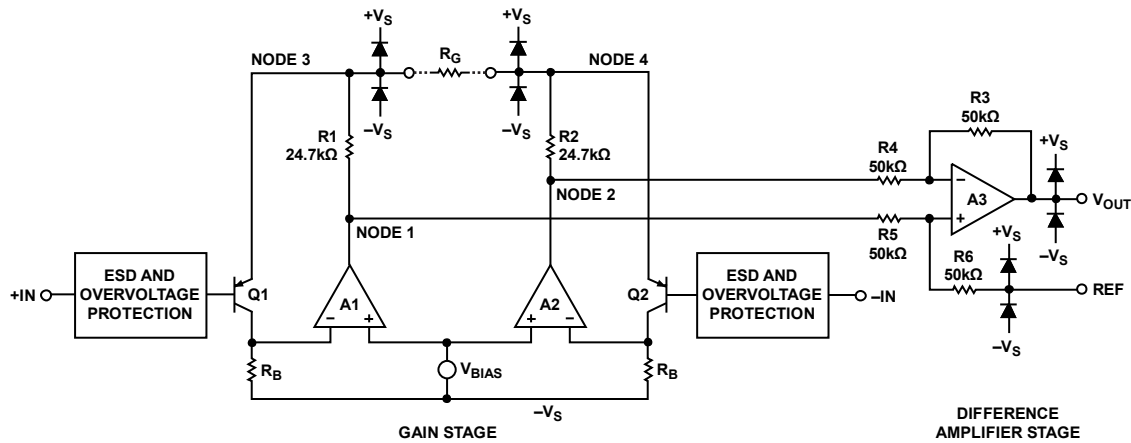 +VS
+VS
NODE 3
RG
NODE 4
−VS
−VS
R1
24.7kΩ
R2
24.7kΩ
R3
50kΩ
R4
50kΩ
+VS
NODE 2
−
A3
+
VOUT
NODE 1
R5
50kΩ
+VS
−VS
R6
50kΩ
+IN
ESD AND
OVERVOLTAGE
PROTECTION
Q1
A1
−
+
A2
+
−
Q2
ESD AND
OVERVOLTAGE
PROTECTION
−IN
REF
−VS
RB
VBIAS
RB
−VS
GAIN STAGE
DIFFERENCE
AMPLIFIER STAGE